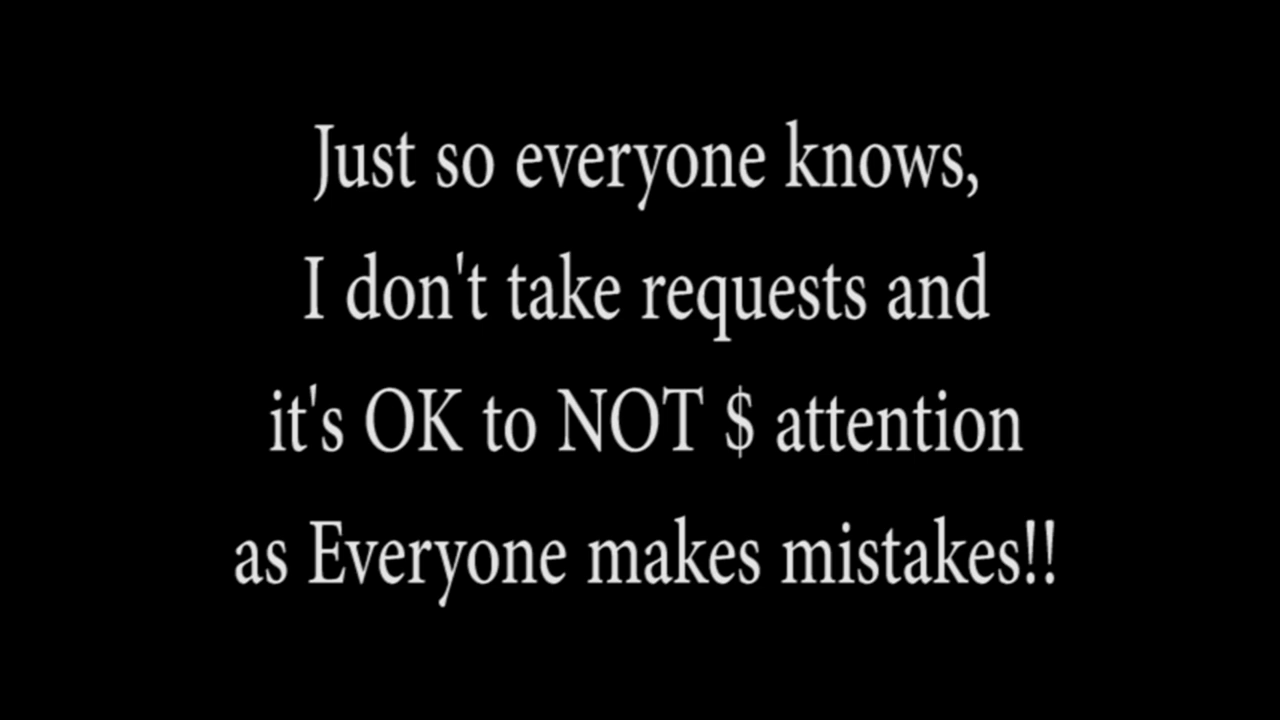 Just so everyone knows,
I don't take requests and
it's OK to NOT $ attention
as Everyone makes mistakes!!